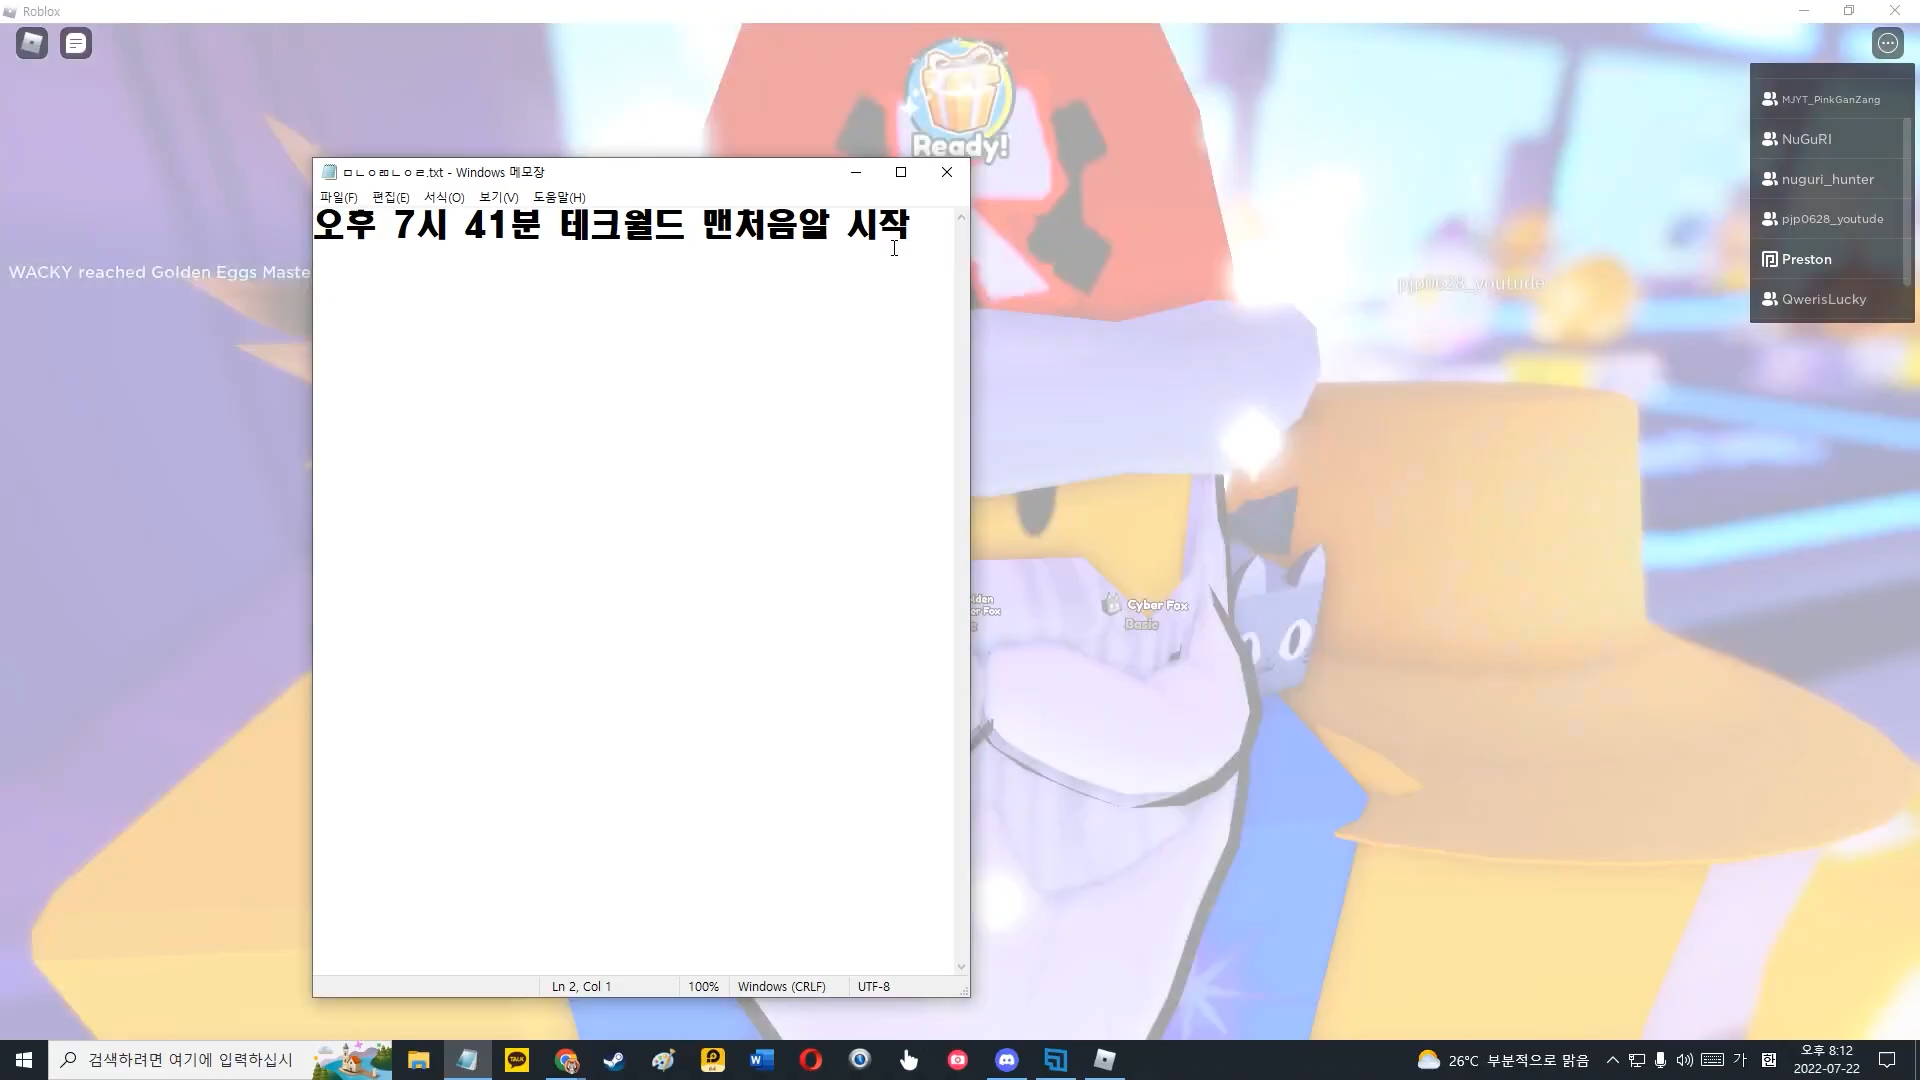 Roblox
Ready!
MJYT_PinkGanZang
NuGuRI
nuguri_hunter
pjp0628_youtude
Preston
QwerisLucky
ㅁㄴㅇㄻㄴㅇㄹ.txt - Windows 메모장
파일(F) 편집(E) 서식(O) 보기(V) 도움말(H)
오후 7시 41분 테크월드 맨처음알 시작
WACKY reached Golden Eggs Maste
pjp0628_youtude
Cyber Fox
Basic
Ln 2, Col 1 100% Windows (CRLF) UTF-8
검색하려면 여기에 입력하십시
TALK
26°C 부분적으로 맑음
가
오후 8:12
2022-07-22